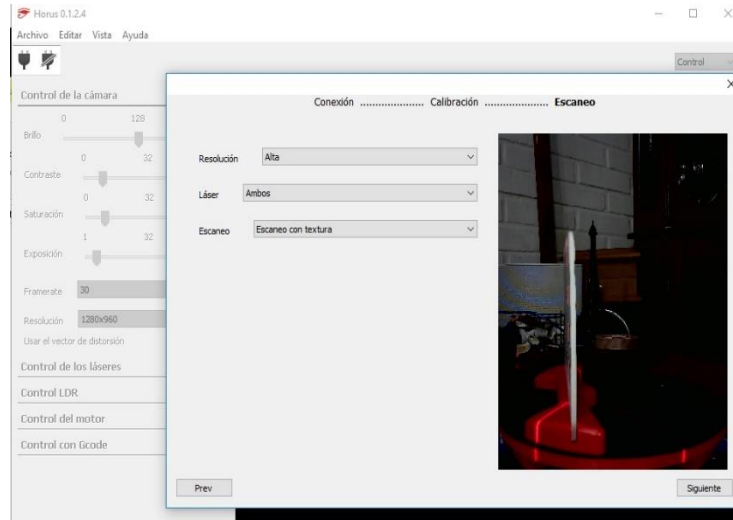 Horus 0.1.2.4
Archivo Editar Vista Ayuda
Control
Control de la cámara
0 128
Brillo
0 32
Contraste
0 32
Saturación
1 32
Exposición
Framerate 30
Resolución 1280x960
Usar el vector de distorsión
Control de los láseres
Control LDR
Control del motor
Control con Gcode
Conexión ..................... Calibración ..................... Escaneo
Resolución Alta
Láser Ambos
Escaneo Escaneo con textura
Prev Siguiente